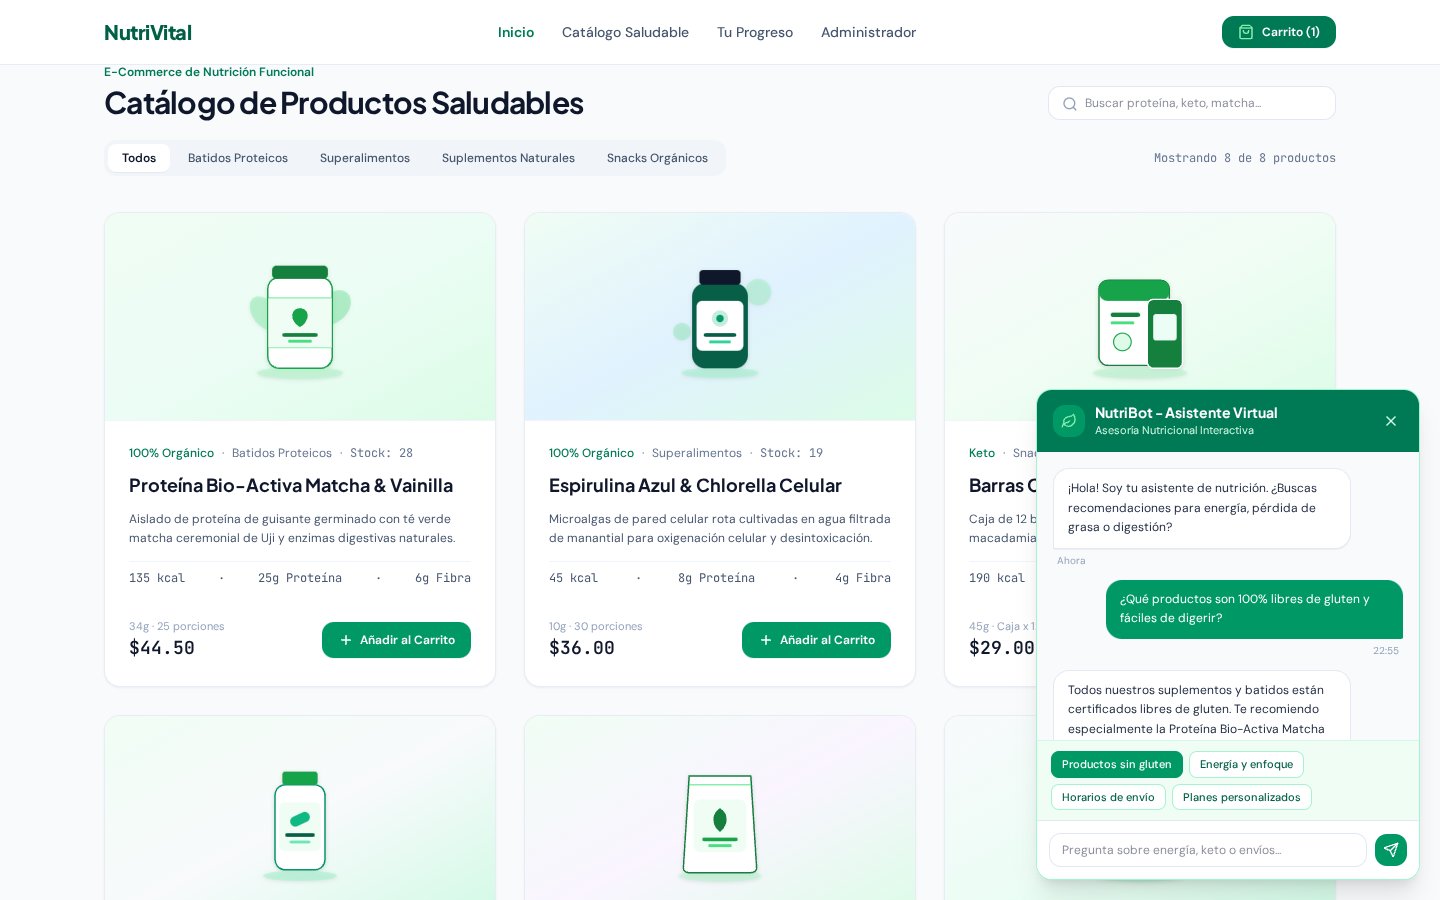 NutriVital
Inicio
Catálogo Saludable
Tu Progreso
Administrador
Carrito (1)
E-Commerce de Nutrición Funcional
Catálogo de Productos Saludables
Buscar proteína, keto, matcha...
Todos
Batidos Proteicos
Superalimentos
Suplementos Naturales
Snacks Orgánicos
Mostrando 8 de 8 productos
100% Orgánico · Batidos Proteicos · Stock: 28
Proteína Bio-Activa Matcha & Vainilla
Aislado de proteína de guisante germinado con té verde
matcha ceremonial de Uji y enzimas digestivas naturales.
135 kcal · 25g Proteína · 6g Fibra
34g · 25 porciones
$44.50
Añadir al Carrito
100% Orgánico · Superalimentos · Stock: 19
Espirulina Azul & Chlorella Celular
Microalgas de pared celular rota cultivadas en agua filtrada
de manantial para oxigenación celular y desintoxicación.
45 kcal · 8g Proteína · 4g Fibra
10g · 30 porciones
$36.00
Añadir al Carrito
Keto
Barras
Caja de 12
macadamia
190 kcal
45g · Caja x
$29.00
NutriBot - Asistente Virtual
Asesoría Nutricional Interactiva
¡Hola! Soy tu asistente de nutrición. ¿Buscas
recomendaciones para energía, pérdida de
grasa o digestión?
Ahora
¿Qué productos son 100% libres de gluten y
fáciles de digerir?
22:55
Todos nuestros suplementos y batidos están
certificados libres de gluten. Te recomiendo
especialmente la Proteína Bio-Activa Matcha
Productos sin gluten
Energía y enfoque
Horarios de envío
Planes personalizados
Pregunta sobre energía, keto o envíos...